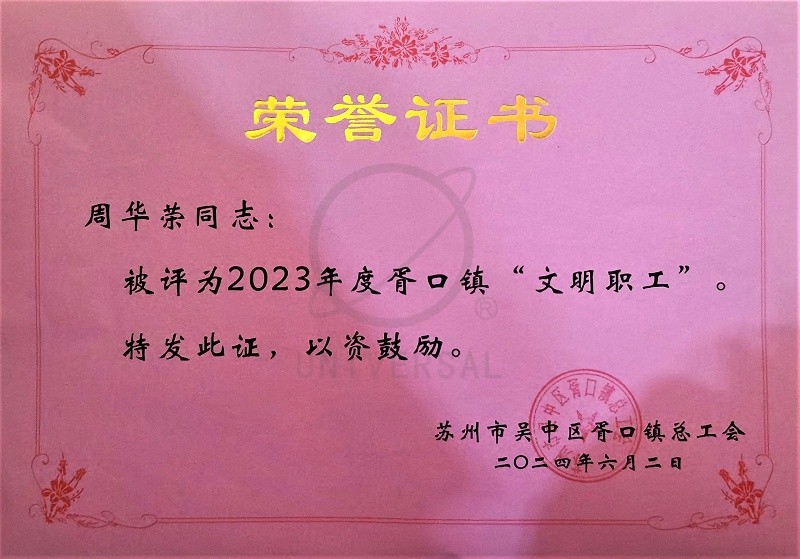 荣誉证书
周华荣同志：
被评为2023年度胥口镇“文明职工”。
特发此证，以资鼓励。
UNIVERSAL
®
苏州市吴中区胥口镇总工会
二〇二四年六月二日